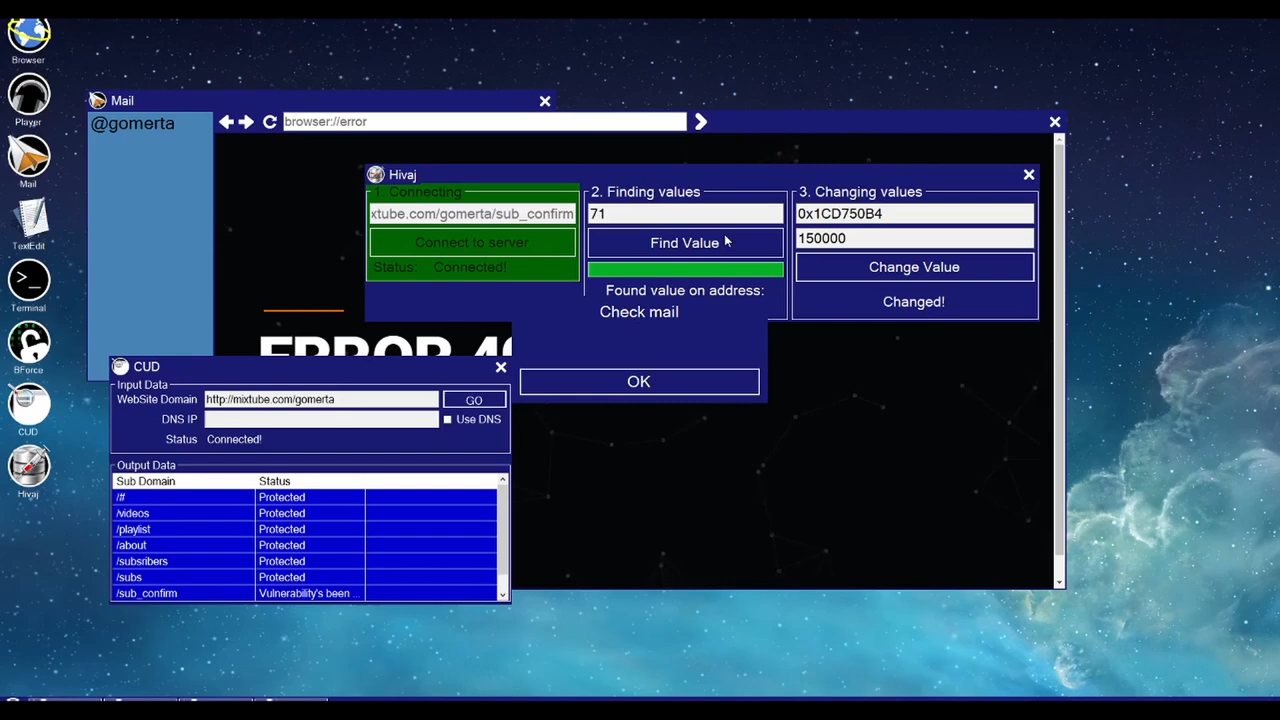 Browser
Player
Mail
TextEdit
Terminal
BForce
CUD
Hivaj
Mail
@gomerta
browser://error
Hivaj
1. Connecting
xtube.com/gomerta/sub_confirm
Connect to server
Status: Connected!
2. Finding values
71
Find Value
Found value on address:
3. Changing values
0x1CD750B4
150000
Change Value
Changed!
Check mail
OK
ERROR 40
CUD
Input Data
WebSite Domain http://mixtube.com/gomerta GO
DNS IP Use DNS
Status Connected!
Output Data
Sub Domain Status
/# Protected
/videos Protected
/playlist Protected
/about Protected
/subsribers Protected
/subs Protected
/sub_confirm Vulnerability's been ...